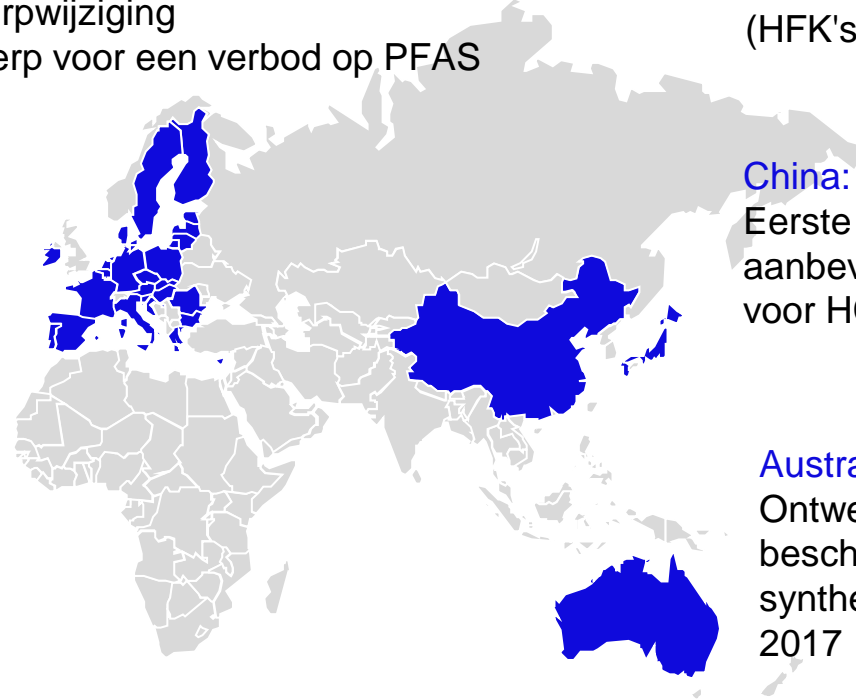 rpwijziging
erp voor een verbod op PFAS
(HFK's
China:
Eerste
aanbev
voor H
Austra
Ontwe
besch
synthe
2017